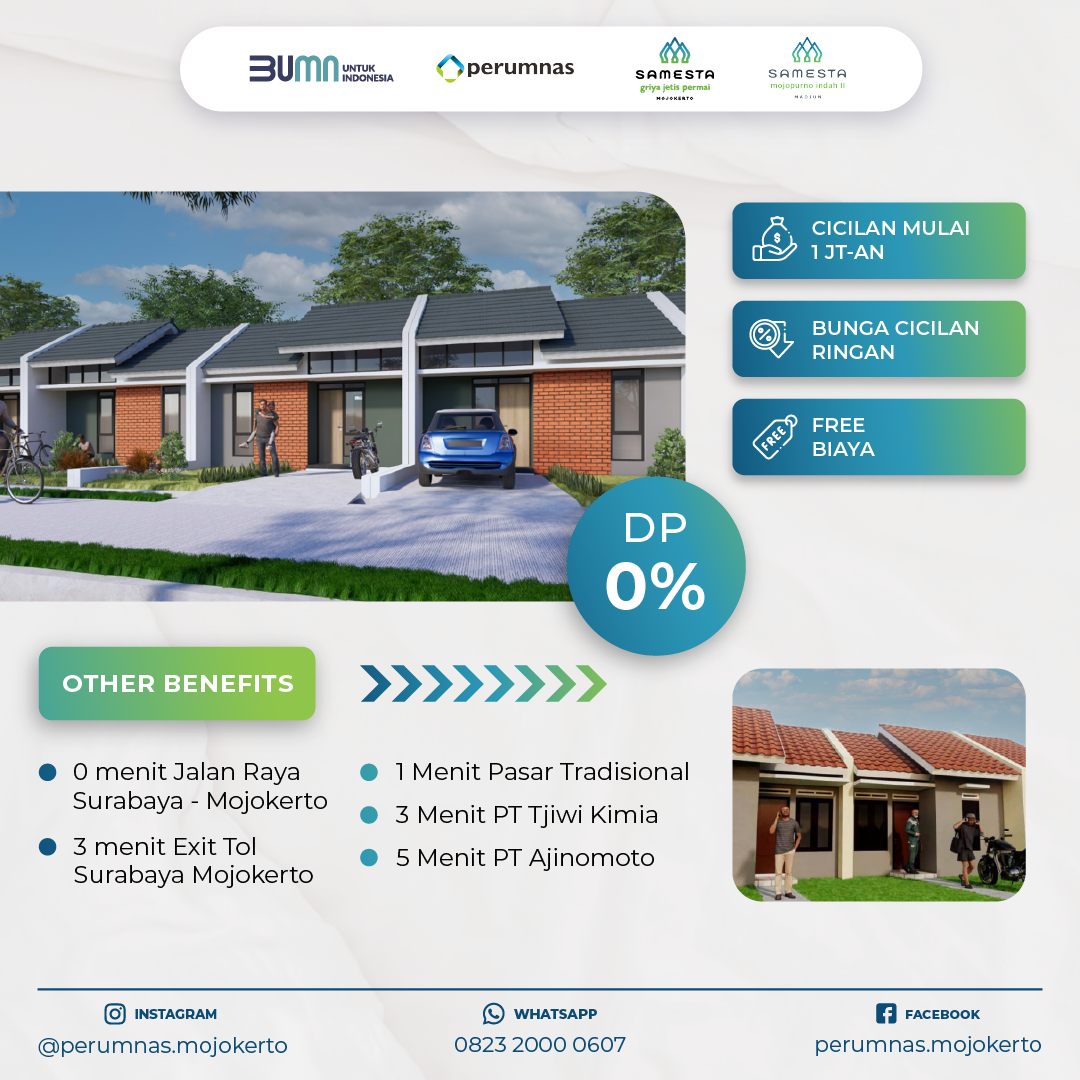 BUMN UNTUK
INDONESIA
perumnas
SAMESTA
griya jetis permai
MOJOKERTO
SAMESTA
mojopurno indah II
MADIUN
CICILAN MULAI
1 JT-AN
BUNGA CICILAN
RINGAN
FREE
FREE
BIAYA
DP
0%
OTHER BENEFITS
0 menit Jalan Raya
Surabaya - Mojokerto
3 menit Exit Tol
Surabaya Mojokerto
1 Menit Pasar Tradisional
3 Menit PT Tjiwi Kimia
5 Menit PT Ajinomoto
INSTAGRAM
@perumnas.mojokerto
WHATSAPP
0823 2000 0607
FACEBOOK
perumnas.mojokerto